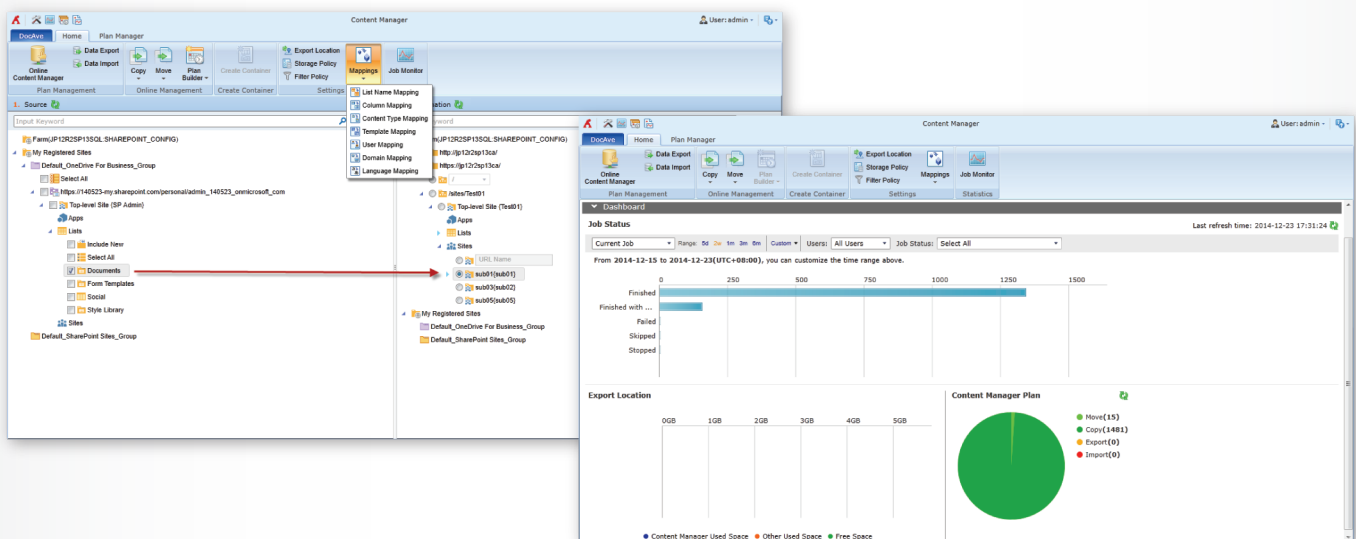 Content Manager
User: admin
DocAve Home Plan Manager
Online Content Manager
Data Export
Data Import
Plan Management
Copy Move Plan Builder
Online Management
Create Container
Create Container
Export Location
Storage Policy
Filter Policy
Settings
Mappings
Job Monitor
List Name Mapping
Column Mapping
Content Type Mapping
Template Mapping
User Mapping
Domain Mapping
Language Mapping
1. Source
Input Keyword
Farm(JP12R2SP13SQL:SHAREPOINT_CONFIG)
My Registered Sites
Default_OneDrive For Business_Group
Select All
https://140523-my.sharepoint.com/personal/admin_140523_onmicrosoft_com
Top-level Site {SP Admin}
Apps
Lists
Include New
Select All
Documents
Form Templates
Social
Style Library
Sites
Default_SharePoint Sites_Group
ation
yword
m(JP12R2SP13SQL:SHAREPOINT_CONFIG)
http://jp12r2sp13ca/
https://jp12r2sp13ca/
/
/sites/Test01
Top-level Site {Test01}
Apps
Lists
Sites
URL Name
sub01(sub01)
sub03(sub02)
sub05(sub05)
My Registered Sites
Default_OneDrive For Business_Group
Default_SharePoint Sites_Group
Content Manager
User: admin
DocAve Home Plan Manager
Online Content Manager
Data Export
Data Import
Plan Management
Copy Move Plan Builder
Online Management
Create Container
Create Container
Export Location
Storage Policy
Filter Policy
Settings
Mappings
Job Monitor
Statistics
Dashboard
Job Status
Last refresh time: 2014-12-23 17:31:24
Current Job Range: 5d 2w 1m 3m 6m Custom Users: All Users Job Status: Select All
From 2014-12-15 to 2014-12-23(UTC+08:00), you can customize the time range above.
0 250 500 750 1000 1250 1500
Finished
Finished with ...
Failed
Skipped
Stopped
Export Location
0GB 1GB 2GB 3GB 4GB 5GB
Content Manager Used Space Other Used Space Free Space
Content Manager Plan
Move(15)
Copy(1481)
Export(0)
Import(0)